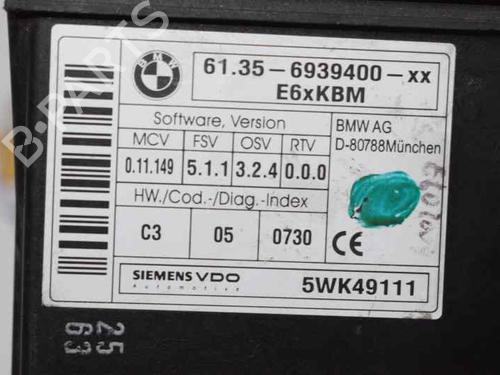 BMW
61.35 - 6939400 - xx
E6xKBM
Software, Version
MCV FSV OSV RTV
0.11.149 5.1.1 3.2.4 0.0.0
HW./Cod-/Diag.-Index
C3 05 0730
BMW AG
D-80788München
CE
SIEMENS VDO
Automotive
5WK49111
25
63
B-PARTS